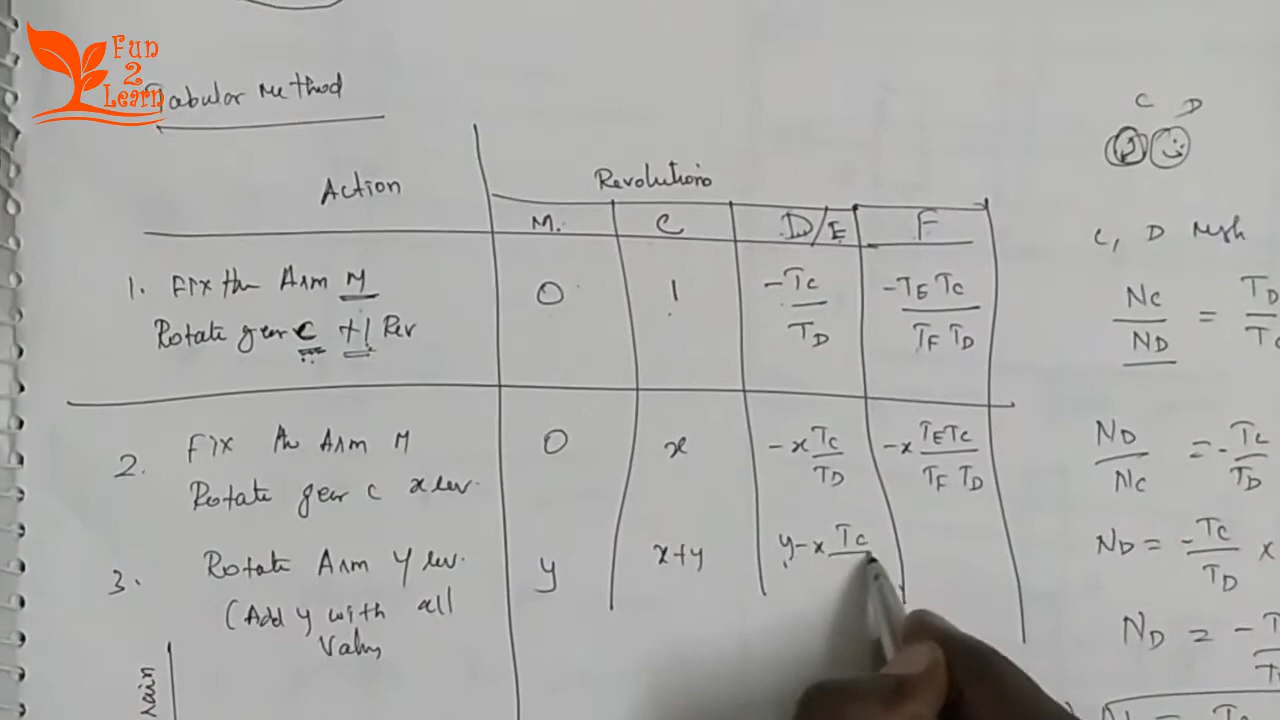 Fun
2
Learn
Tabular Method
Action
Revolutions
M. C D/E F
1. Fix the Arm M
Rotate gear C +1 Rev
0 1 -TC/TD -TE TC/TF TD
2. Fix the Arm M
Rotate gear C x rev.
0 x -x TC/TD -x TE TC/TF TD
3. Rotate Arm y rev.
(Add y with all
Values
y x+y y-x TC
C D
C, D mesh
NC/ND = TD/TC
ND/NC = -TC/TD
ND = -TC/TD x
ND = -T